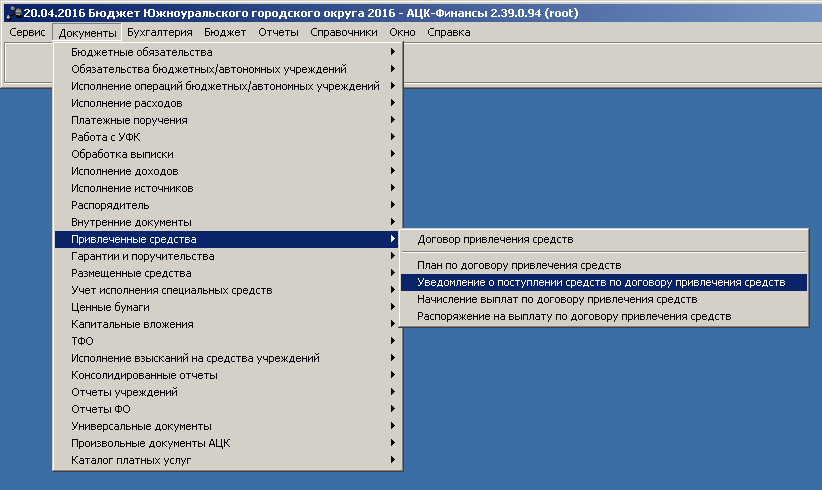 20.04.2016 Бюджет Южноуральского городского округа 2016 - АЦК-Финансы 2.39.0.94 (root)
Сервис Документы Бухгалтерия Бюджет Отчеты Справочники Окно Справка
Бюджетные обязательства
Обязательства бюджетных/автономных учреждений
Исполнение операций бюджетных/автономных учреждений
Исполнение расходов
Платежные поручения
Работа с УФК
Обработка выписки
Исполнение доходов
Исполнение источников
Распорядитель
Внутренние документы
Привлеченные средства
Гарантии и поручительства
Размещенные средства
Учет исполнения специальных средств
Ценные бумаги
Капитальные вложения
ТФО
Исполнение взысканий на средства учреждений
Консолидированные отчеты
Отчеты учреждений
Отчеты ФО
Универсальные документы
Произвольные документы АЦК
Каталог платных услуг
Договор привлечения средств
План по договору привлечения средств
Уведомление о поступлении средств по договору привлечения средств
Начисление выплат по договору привлечения средств
Распоряжение на выплату по договору привлечения средств